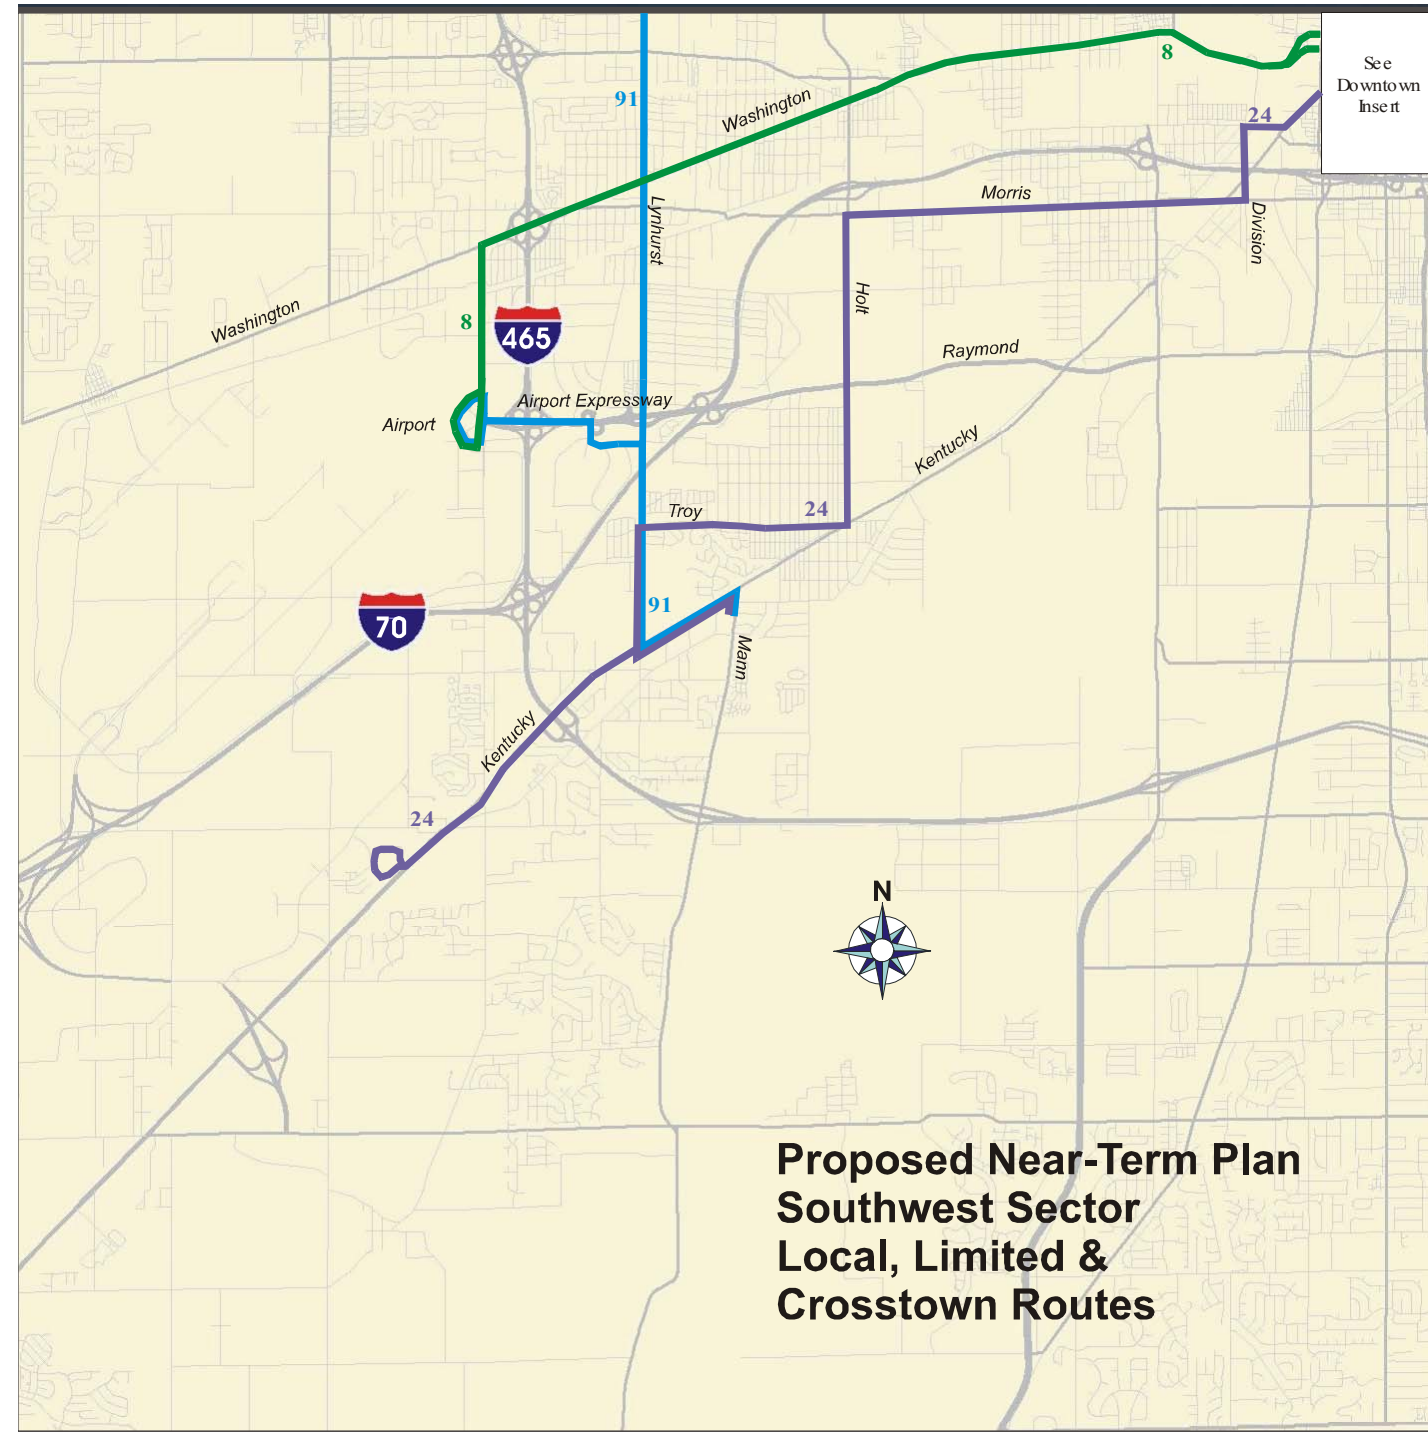 See
Downtown
Insert
8
91
Washington
24
Morris
Lynhurst
Division
Washington
8
465
Holt
Raymond
Airport Expressway
Airport
Kentucky
Troy
24
91
70
Mann
Kentucky
24
N
Proposed Near-Term Plan
Southwest Sector
Local, Limited &
Crosstown Routes